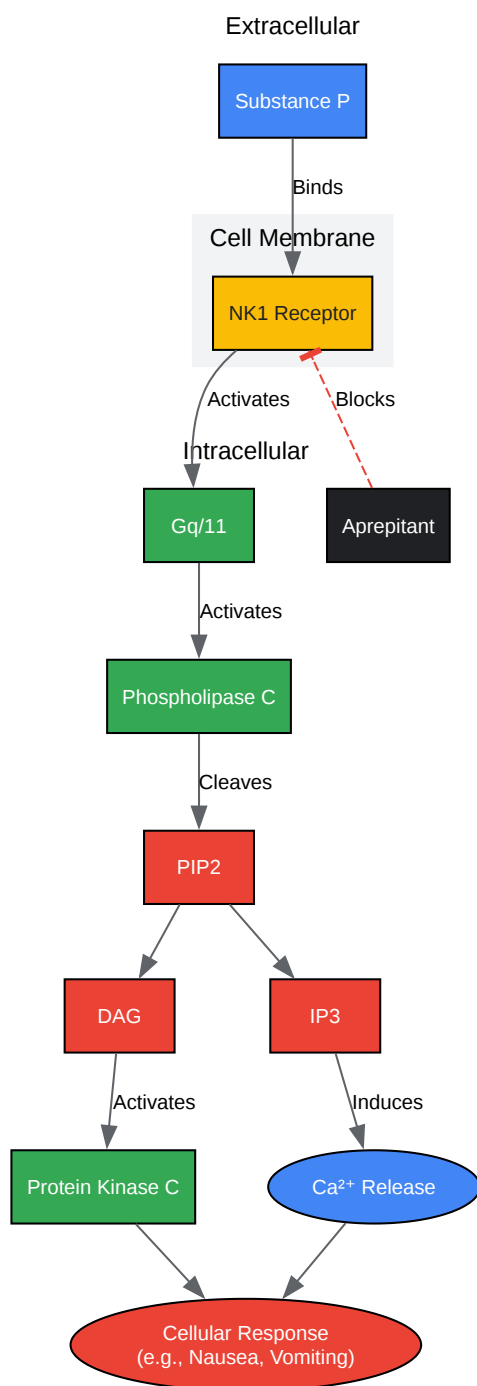 Extracellular
Substance P
Binds
Cell Membrane
NK1 Receptor
Activates
Blocks
Intracellular
Gq/11
Aprepitant
Activates
Phospholipase C
Cleaves
PIP2
DAG
IP3
Activates
Induces
Protein Kinase C
Ca²⁺ Release
Cellular Response
(e.g., Nausea, Vomiting)